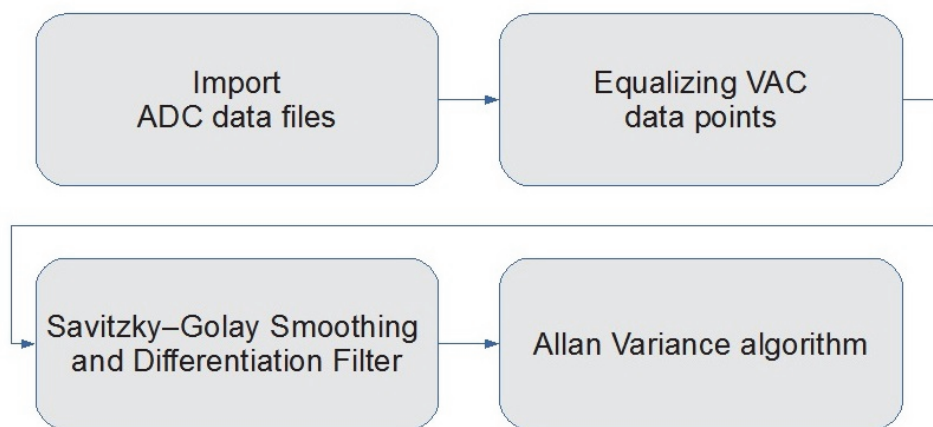 Import
ADC data files
Equalizing VAC
data points
Savitzky–Golay Smoothing
and Differentiation Filter
Allan Variance algorithm